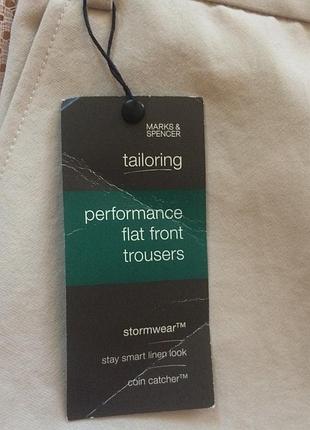 MARKS &
SPENCER
tailoring
performance
flat front
trousers
stormwear™
stay smart linen look
coin catcher™